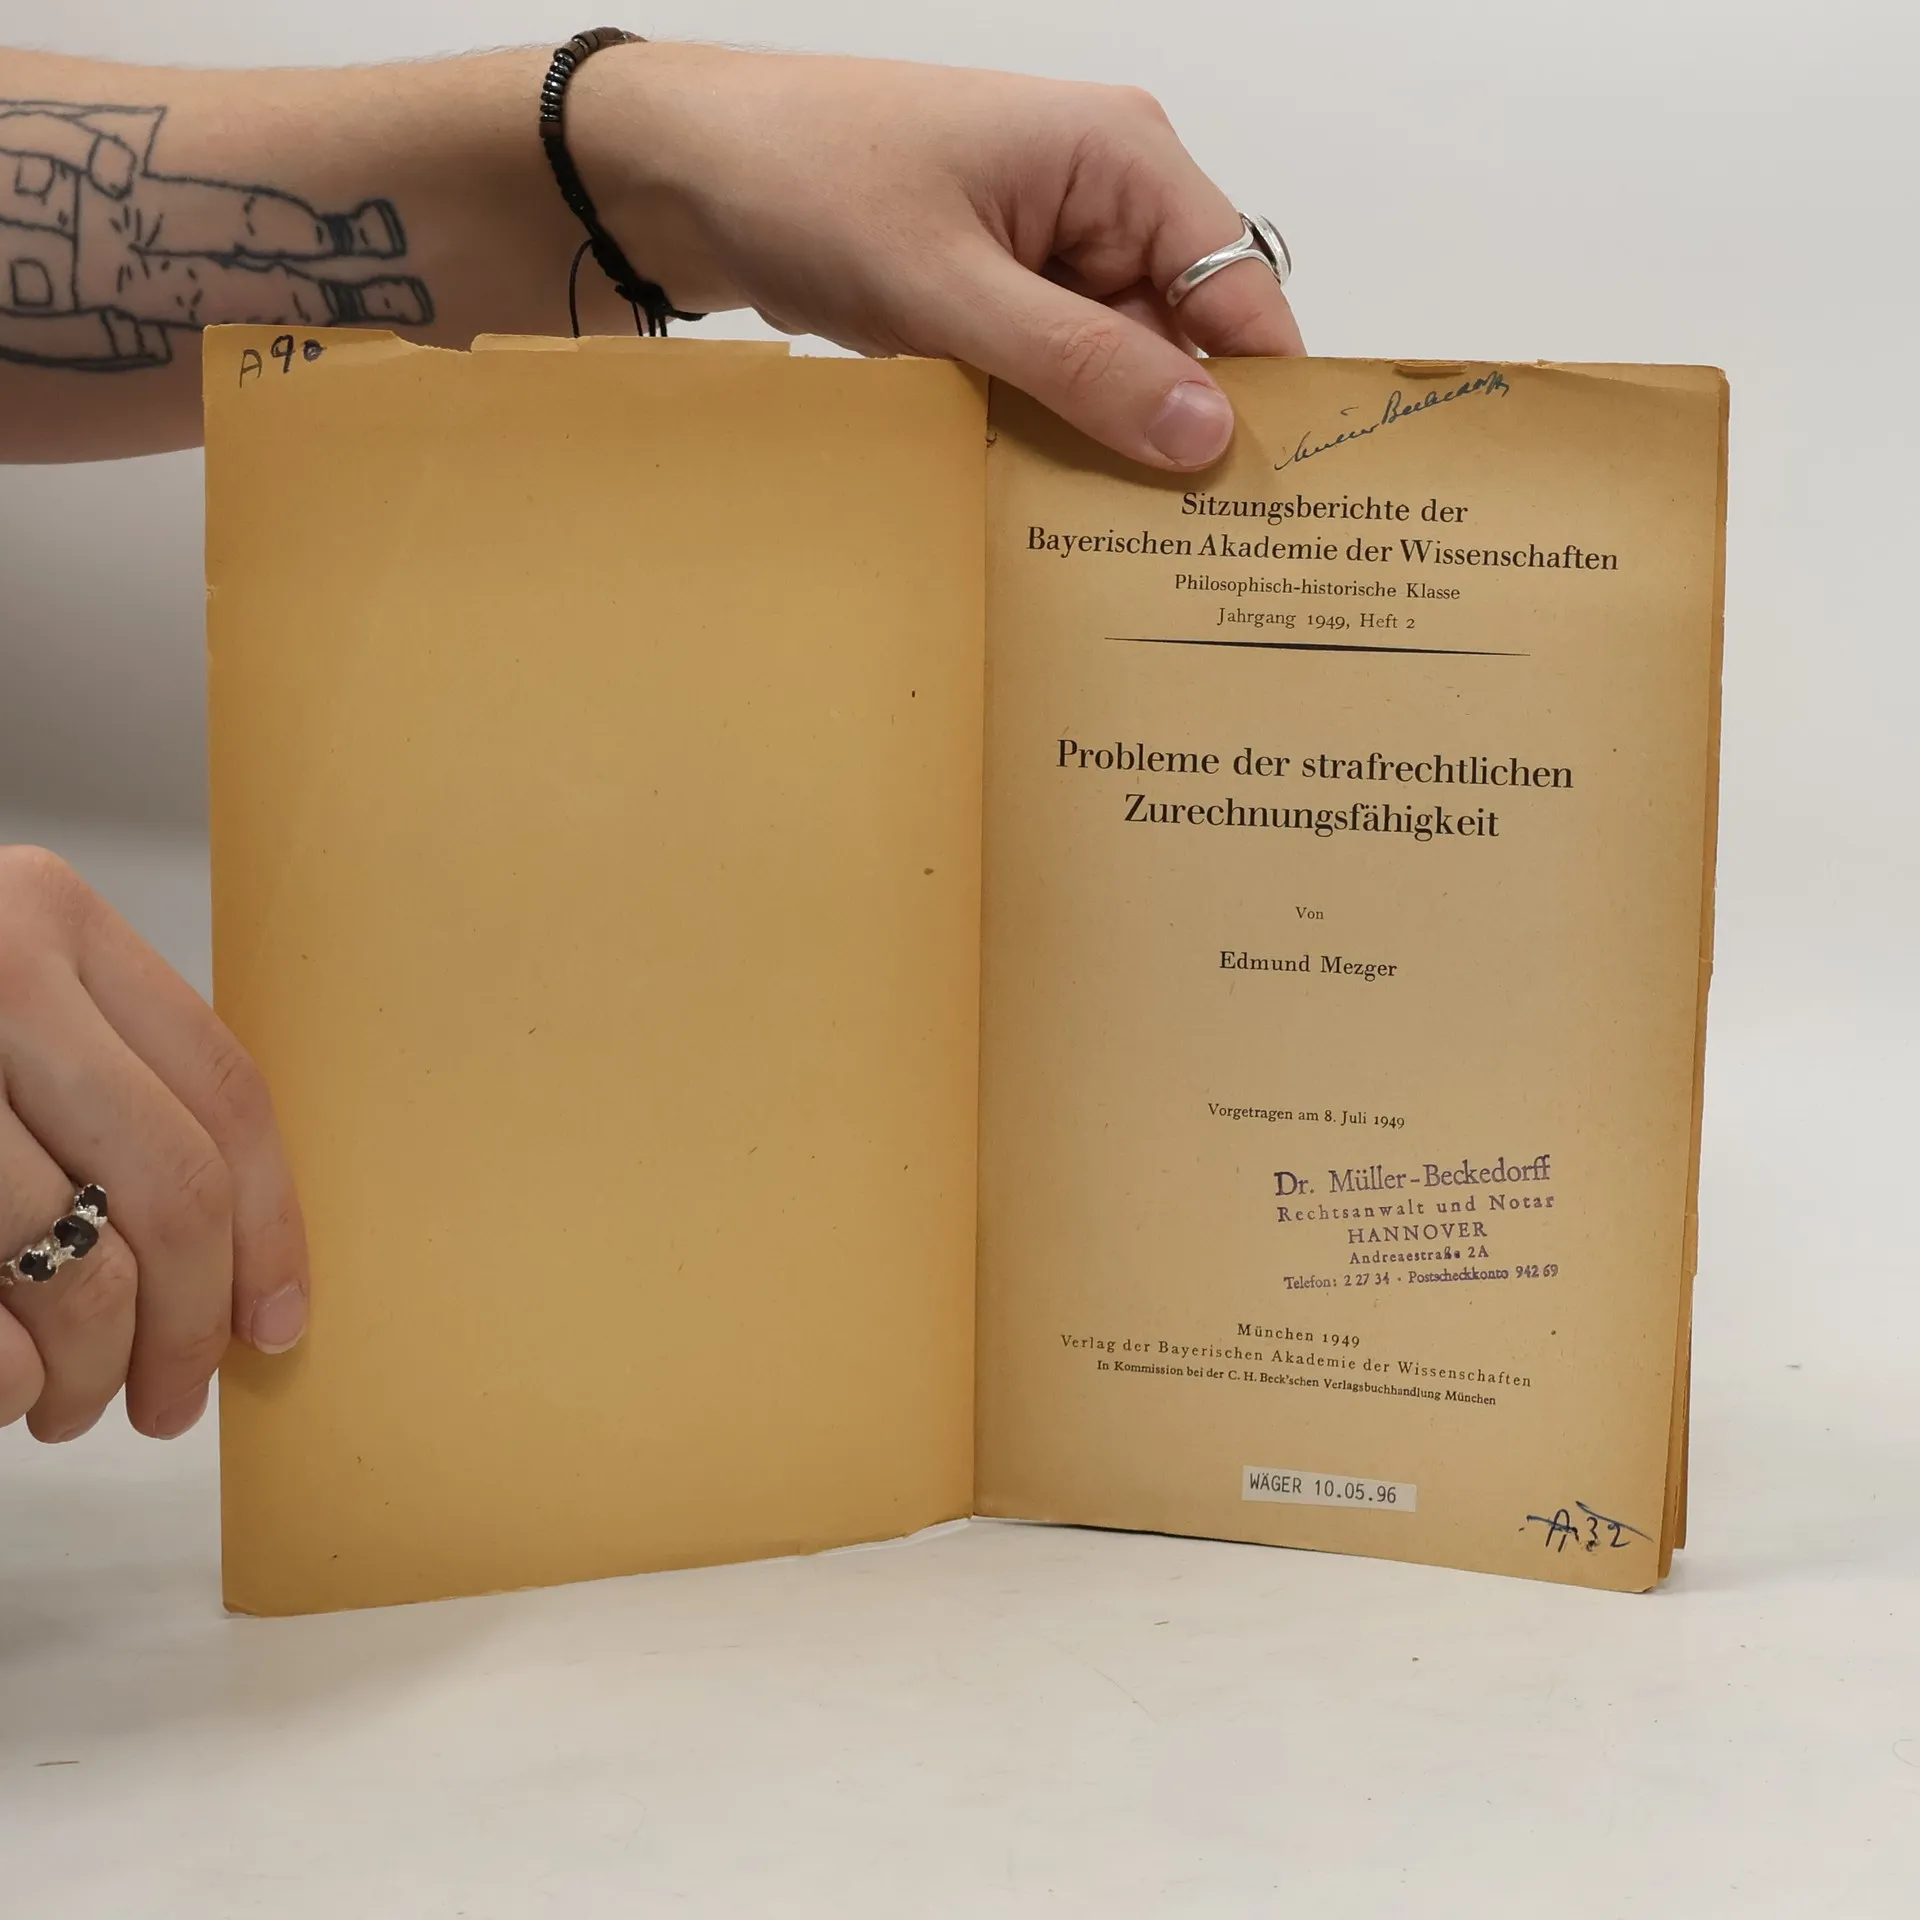 A90
Müller Beckedorff
Sitzungsberichte der
Bayerischen Akademie der Wissenschaften
Philosophisch-historische Klasse
Jahrgang 1949, Heft 2
Probleme der strafrechtlichen
Zurechnungsfähigkeit
Von
Edmund Mezger
Vorgetragen am 8. Juli 1949
Dr. Müller-Beckedorff
Rechtsanwalt und Notar
HANNOVER
Andreaestraße 2A
Telefon: 2 27 34 · Postscheckkonto 942 69
München 1949
Verlag der Bayerischen Akademie der Wissenschaften
In Kommission bei der C. H. Beck'schen Verlagsbuchhandlung München
WÄGER 10.05.96
A 32